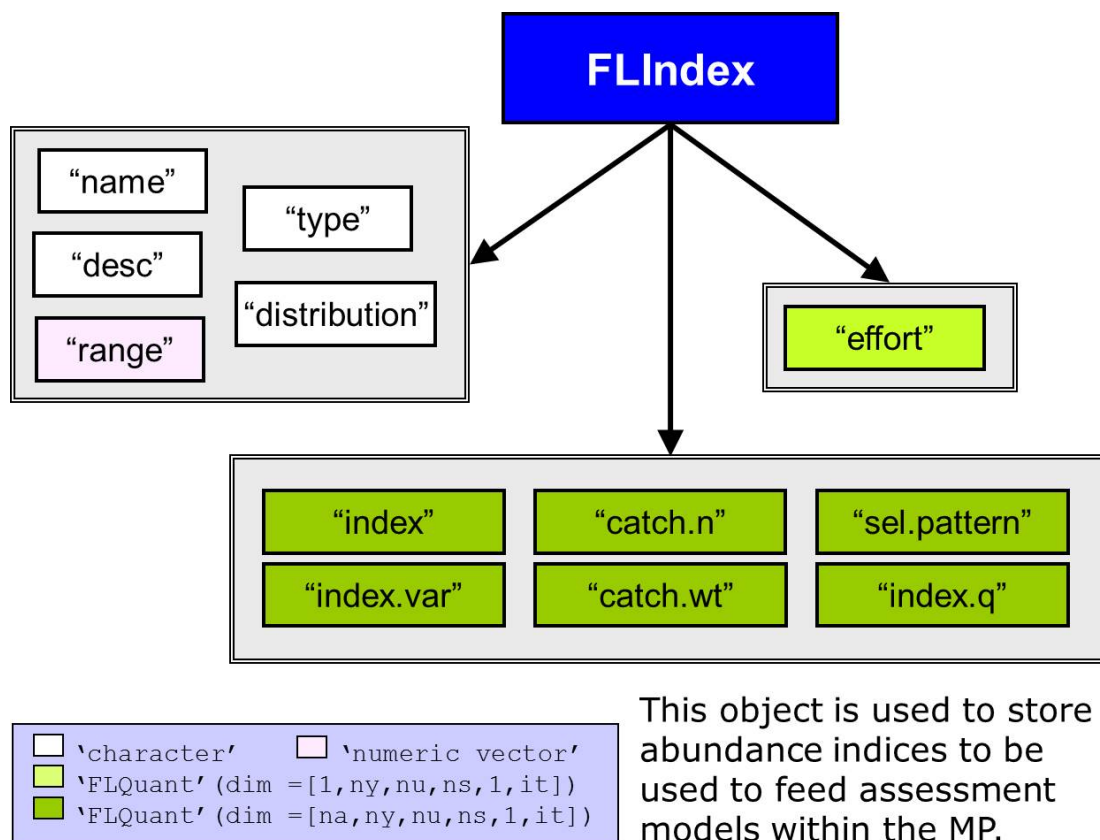 FLIndex
“name”
“type”
“desc”
“distribution”
“range”
“effort”
“index” “catch.n” “sel.pattern”
“index.var” “catch.wt” “index.q”
‘character’ ‘numeric vector’
‘FLQuant’ (dim =[1,ny,nu,ns,1,it])
‘FLQuant’ (dim =[na,ny,nu,ns,1,it])
This object is used to store
abundance indices to be
used to feed assessment
models within the MP.